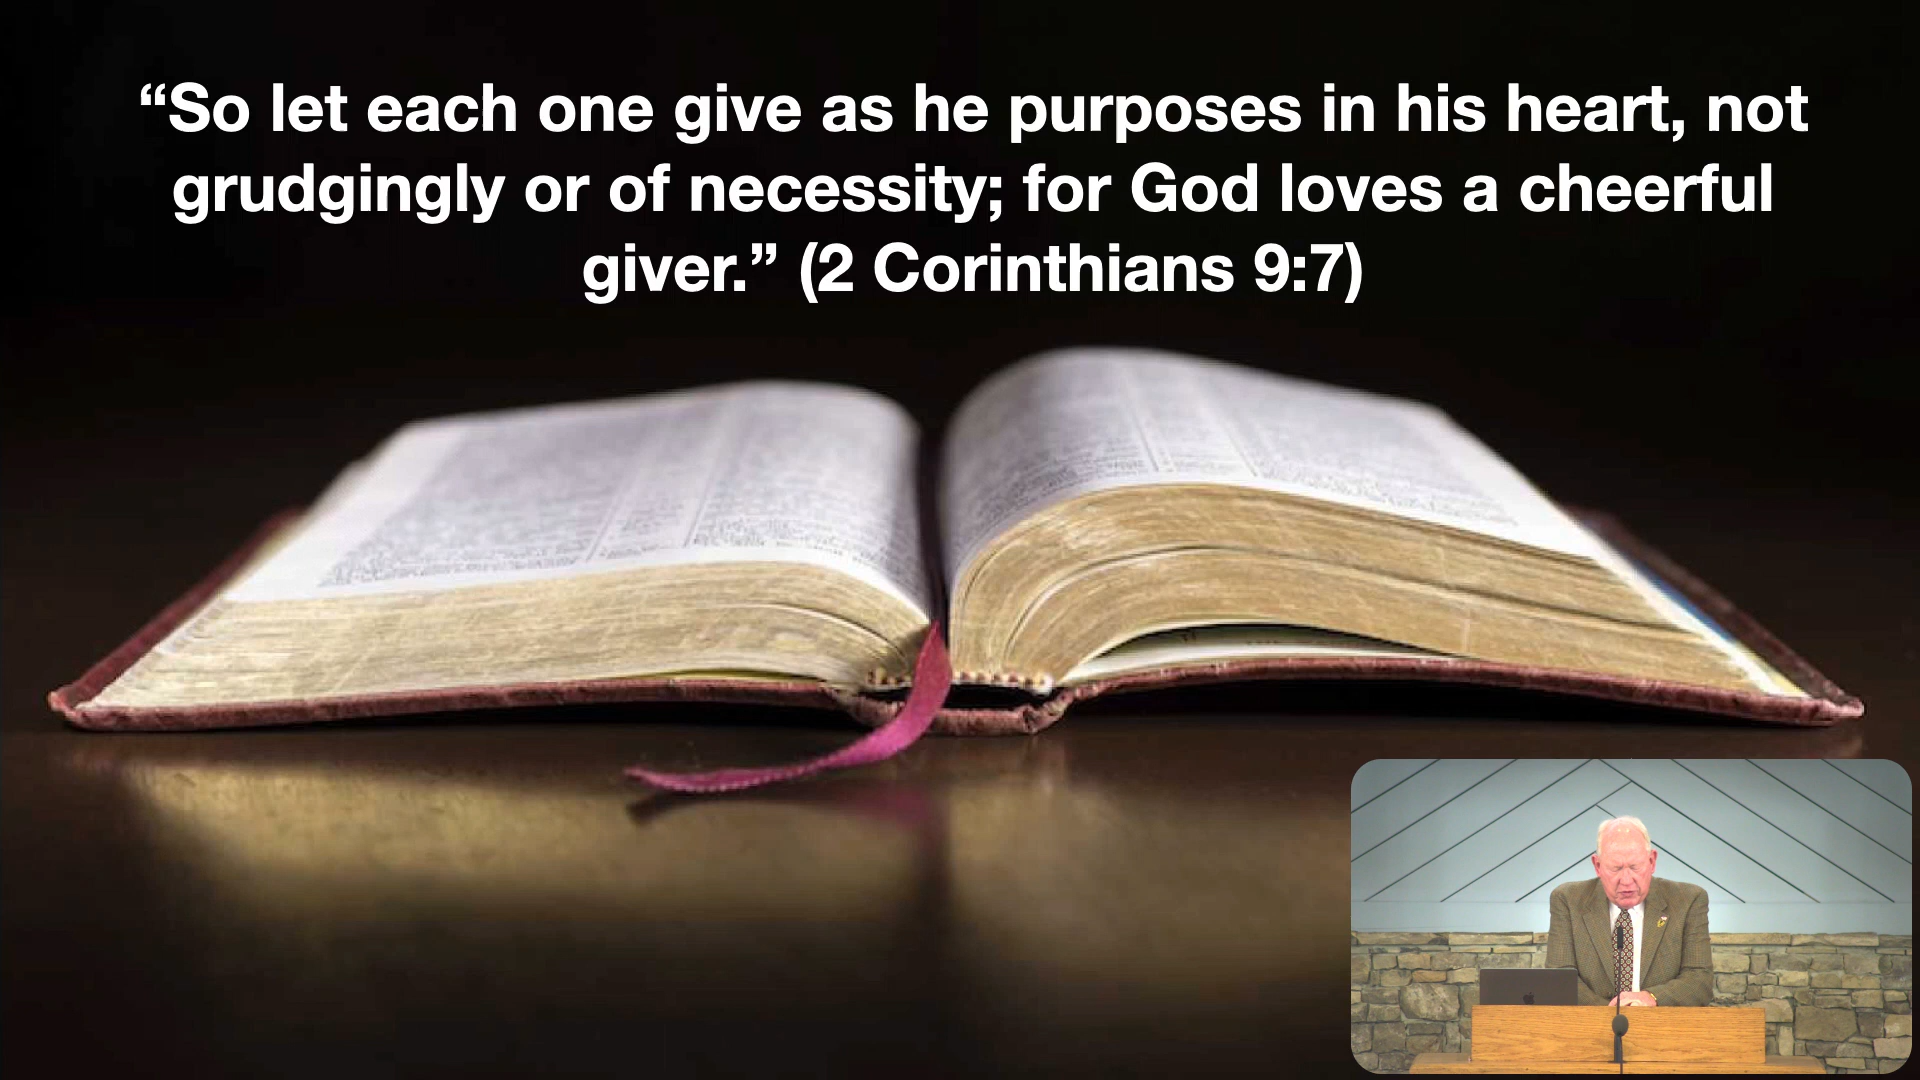 “So let each one give as he purposes in his heart, not
grudgingly or of necessity; for God loves a cheerful
giver.” (2 Corinthians 9:7)